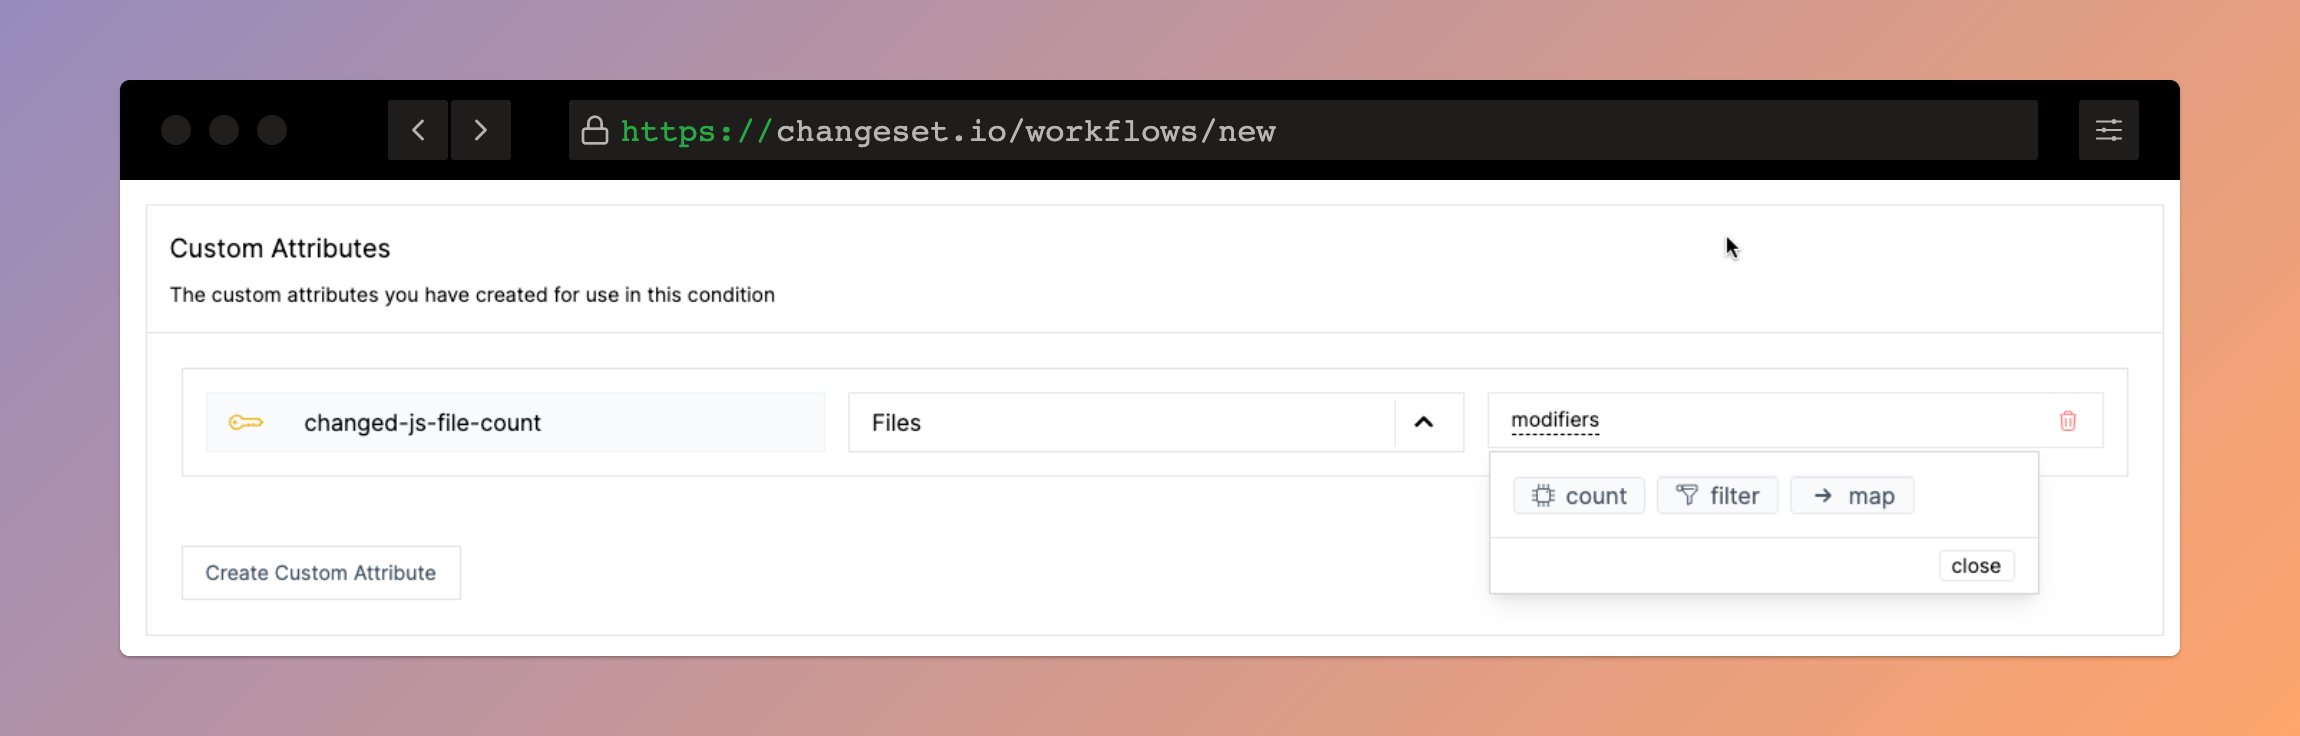 https://changeset.io/workflows/new
Custom Attributes
The custom attributes you have created for use in this condition
changed-js-file-count Files modifiers
count filter map
close
Create Custom Attribute